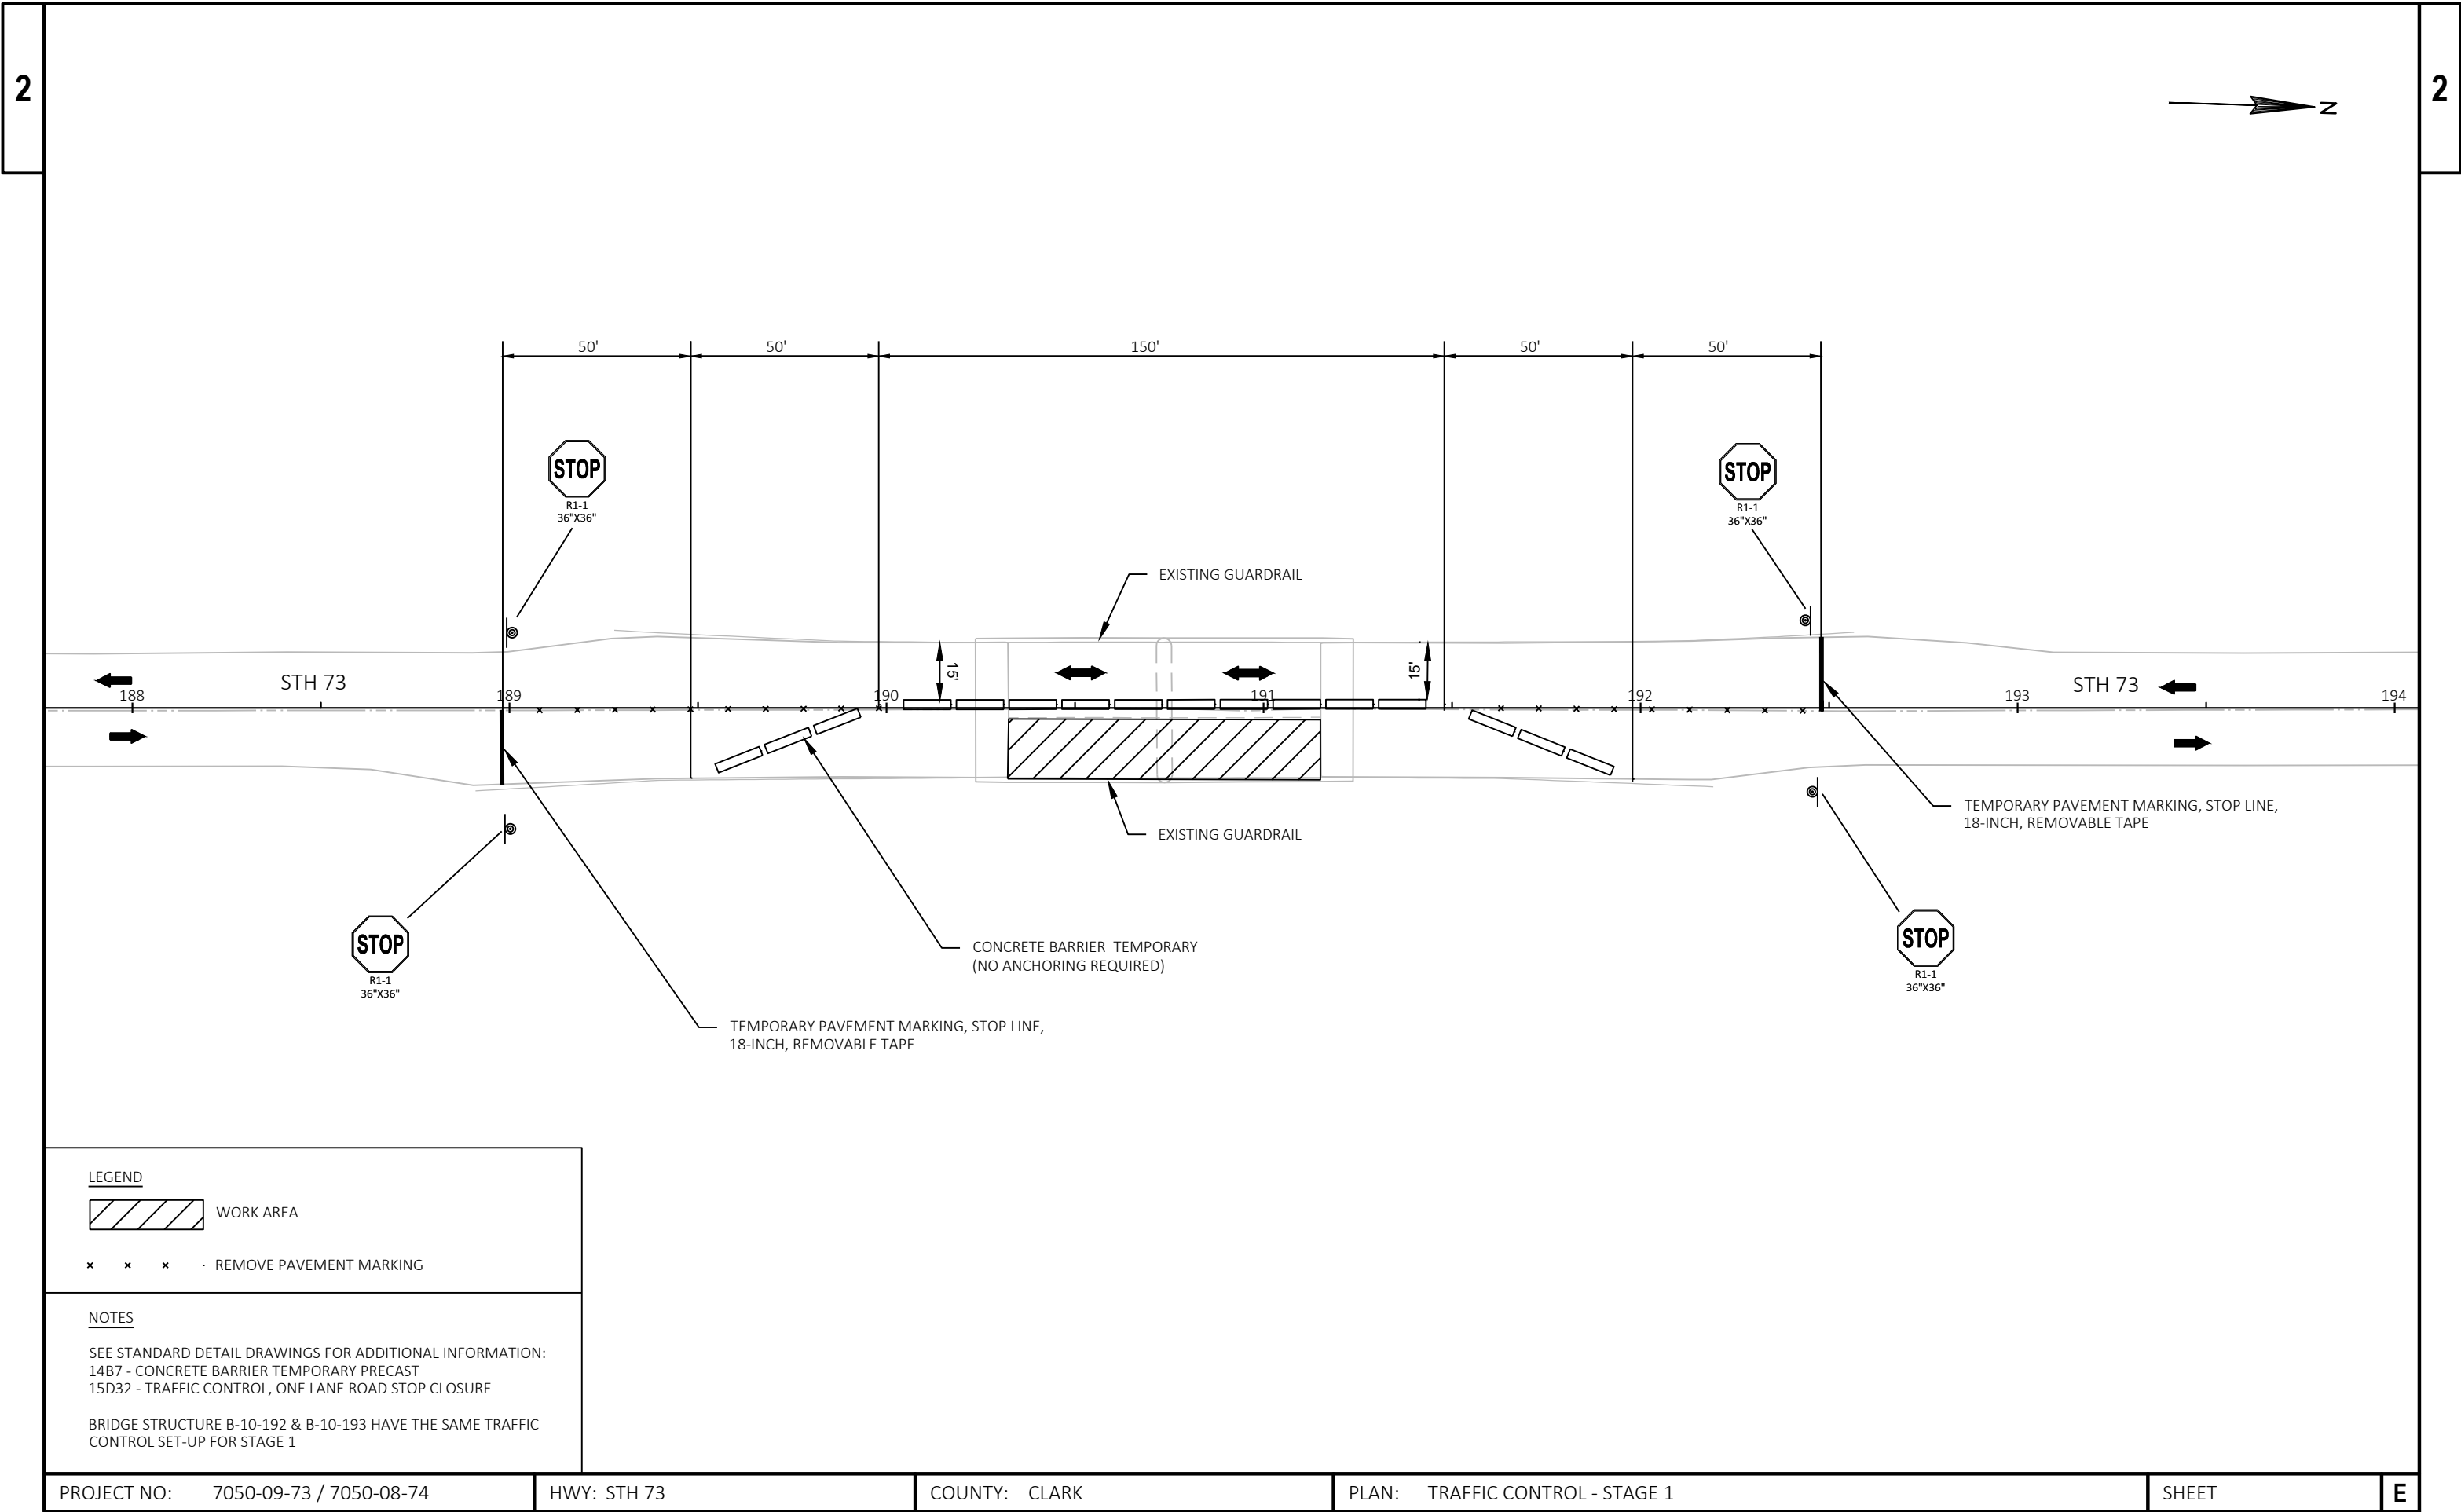 2
2
N
50'
50'
150'
50'
50'
STOP
R1-1
36"X36"
STOP
R1-1
36"X36"
EXISTING GUARDRAIL
15'
15'
STH 73
STH 73
188
189
190
191
192
193
194
EXISTING GUARDRAIL
TEMPORARY PAVEMENT MARKING, STOP LINE,
18-INCH, REMOVABLE TAPE
STOP
R1-1
36"X36"
STOP
R1-1
36"X36"
CONCRETE BARRIER TEMPORARY
(NO ANCHORING REQUIRED)
TEMPORARY PAVEMENT MARKING, STOP LINE,
18-INCH, REMOVABLE TAPE
LEGEND
WORK AREA
REMOVE PAVEMENT MARKING
NOTES
SEE STANDARD DETAIL DRAWINGS FOR ADDITIONAL INFORMATION:
14B7 - CONCRETE BARRIER TEMPORARY PRECAST
15D32 - TRAFFIC CONTROL, ONE LANE ROAD STOP CLOSURE
BRIDGE STRUCTURE B-10-192 & B-10-193 HAVE THE SAME TRAFFIC
CONTROL SET-UP FOR STAGE 1
PROJECT NO: 7050-09-73 / 7050-08-74
HWY: STH 73
COUNTY: CLARK
PLAN: TRAFFIC CONTROL - STAGE 1
SHEET
E